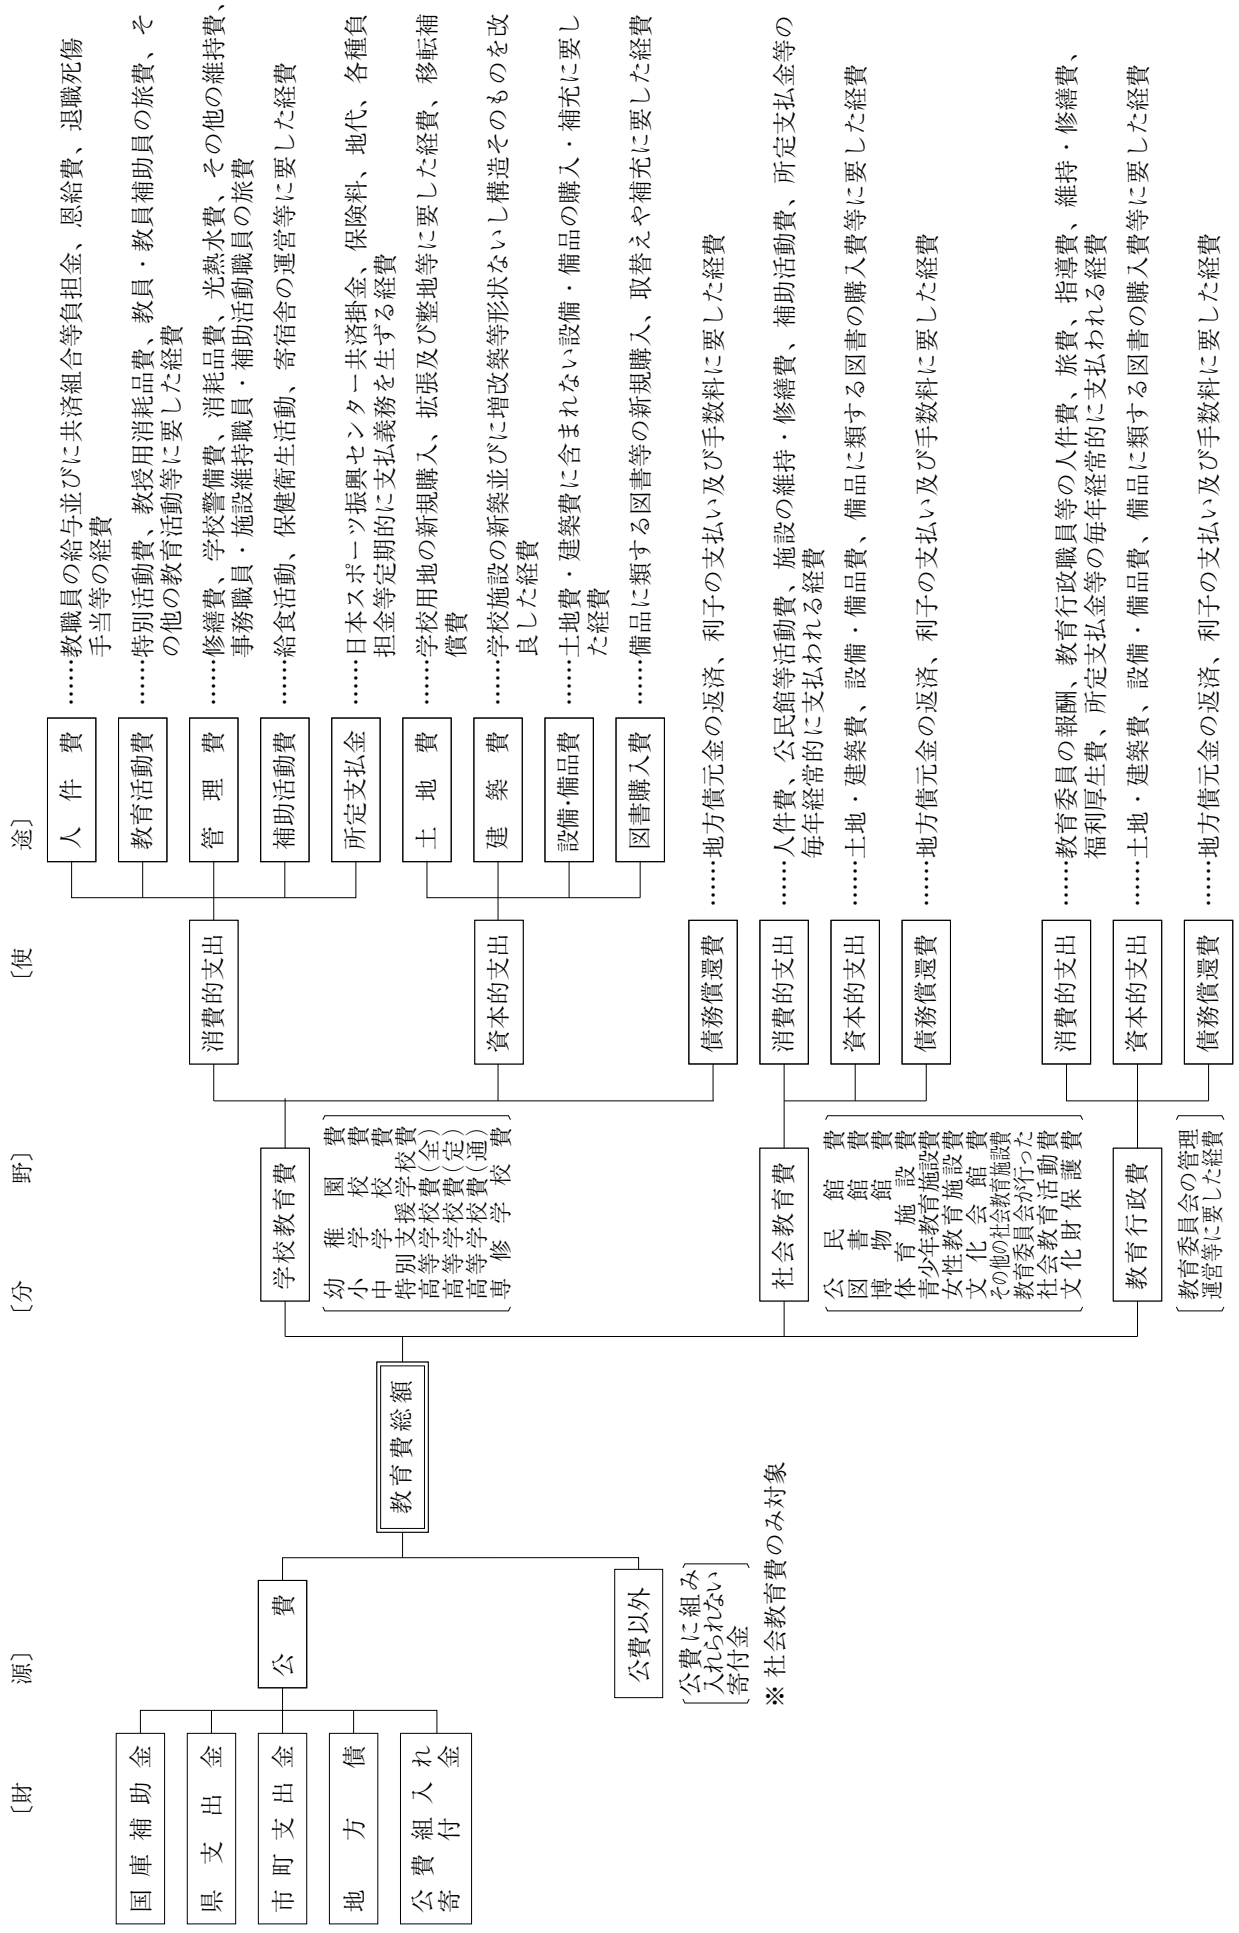 〔財源〕
〔分野〕
〔使途〕
国庫補助金
県支出金
市町支出金
地方債
公費組入れ
寄付金
公費
公費以外
公費に組み
入れられない
寄付金
※社会教育費のみ対象
教育費総額
学校教育費
幼稚園費
小学校費
中学校費
特別支援学校費
高等学校費(全)
高等学校費(定)
高等学校費(通)
専修学校費
消費的支出
人件費
……教職員の給与並びに共済組合等負担金、恩給費、退職死傷
手当等の経費
教育活動費
……特別活動費、教授用消耗品費、教員・教員補助員の旅費、そ
の他の教育活動等に要した経費
管理費
……修繕費、学校警備費、消耗品費、光熱水費、その他の維持費、
事務職員・施設維持職員・補助活動職員の旅費
補助活動費
……給食活動、保健衛生活動、寄宿舎の運営等に要した経費
所定支払金
……日本スポーツ振興センター共済掛金、保険料、地代、各種負
担金等定期的に支払義務を生ずる経費
資本的支出
土地費
……学校用地の新規購入、拡張及び整地等に要した経費、移転補
償費
建築費
……学校施設の新築並びに増改築等形状ないし構造そのものを改
良した経費
設備・備品費
……土地費・建築費に含まれない設備・備品の購入・補充に要し
た経費
図書購入費
……備品に類する図書等の新規購入、取替えや補充に要した経費
債務償還費
……地方債元金の返済、利子の支払い及び手数料に要した経費
社会教育費
公民館費
図書館費
博物館費
体育施設費
青少年教育施設費
女性教育施設費
文化会館費
その他の社会教育施設費
教育委員会が行った
社会教育活動費
文化財保護費
消費的支出
……人件費、公民館等活動費、施設の維持・修繕費、補助活動費、所定支払金等の
毎年経常的に支払われる経費
資本的支出
……土地・建築費、設備・備品費、備品に類する図書の購入費等に要した経費
債務償還費
……地方債元金の返済、利子の支払い及び手数料に要した経費
教育行政費
教育委員会の管理
運営等に要した経費
消費的支出
……教育委員の報酬、教育行政職員等の人件費、旅費、指導費、維持・修繕費、
福利厚生費、所定支払金等の毎年経常的に支払われる経費
資本的支出
……土地・建築費、設備・備品費、備品に類する図書の購入費等に要した経費
債務償還費
……地方債元金の返済、利子の支払い及び手数料に要した経費